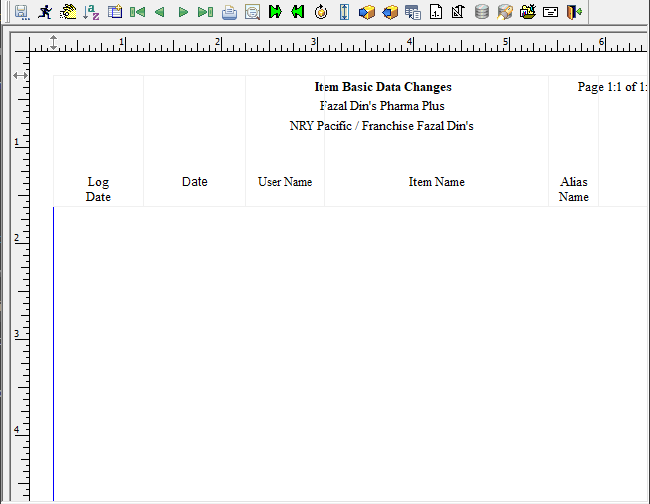 1 2 3 4 5 6
Item Basic Data Changes
Page 1:1 of 1:
Fazal Din's Pharma Plus
NRY Pacific / Franchise Fazal Din's
Log Date
Date
User Name
Item Name
Alias Name
1
2
3
4